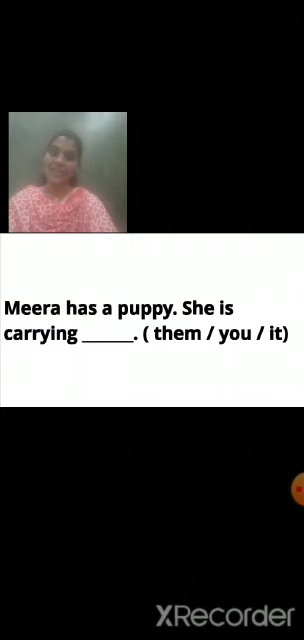 Meera has a puppy. She is
carrying ______. ( them / you / it)
XRecorder